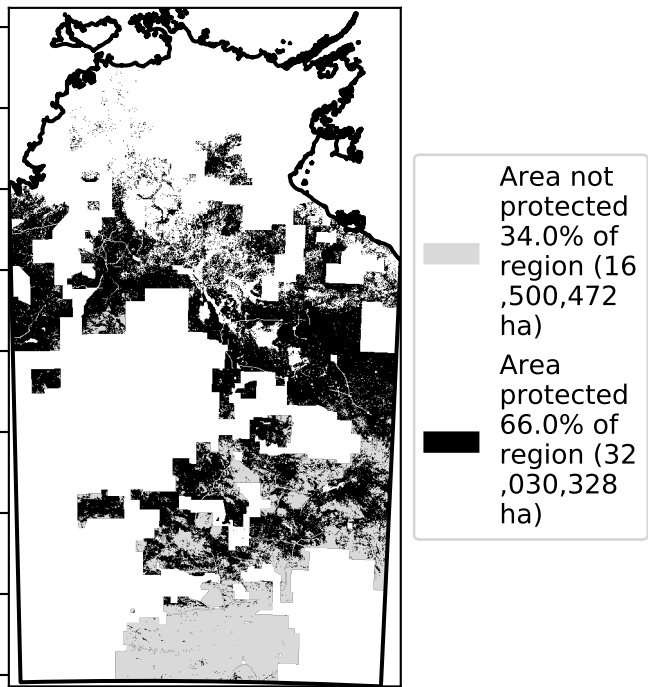 Area not
protected
34.0% of
region (16
,500,472
ha)
Area
protected
66.0% of
region (32
,030,328
ha)